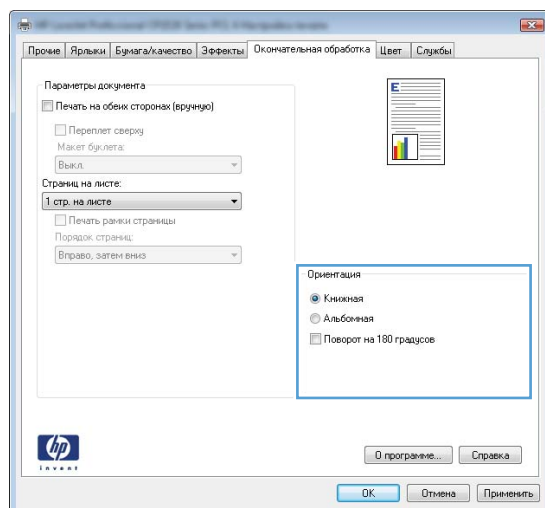 Прочие Ярлыки Бумага/качество Эффекты Окончательная обработка Цвет Службы
Параметры документа
Печать на обеих сторонах (вручную)
Переплет сверху
Макет буклета:
Выкл.
Страниц на листе:
1 стр. на листе
Печать рамки страницы
Порядок страниц:
Вправо, затем вниз
E
Ориентация
Книжная
Альбомная
Поворот на 180 градусов
hp
invent
О программе... Справка
OK Отмена Применить